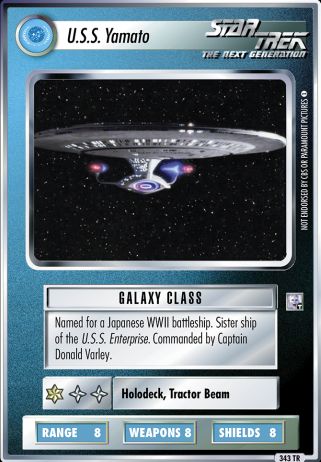 U.S.S. Yamato
STAR TREK
THE NEXT GENERATION
NOT ENDORSED BY CBS OR PARAMOUNT PICTURES
GALAXY CLASS
Named for a Japanese WWII battleship. Sister ship
of the U.S.S. Enterprise. Commanded by Captain
Donald Varley.
Holodeck, Tractor Beam
RANGE 8
WEAPONS 8
SHIELDS 8
343 TR